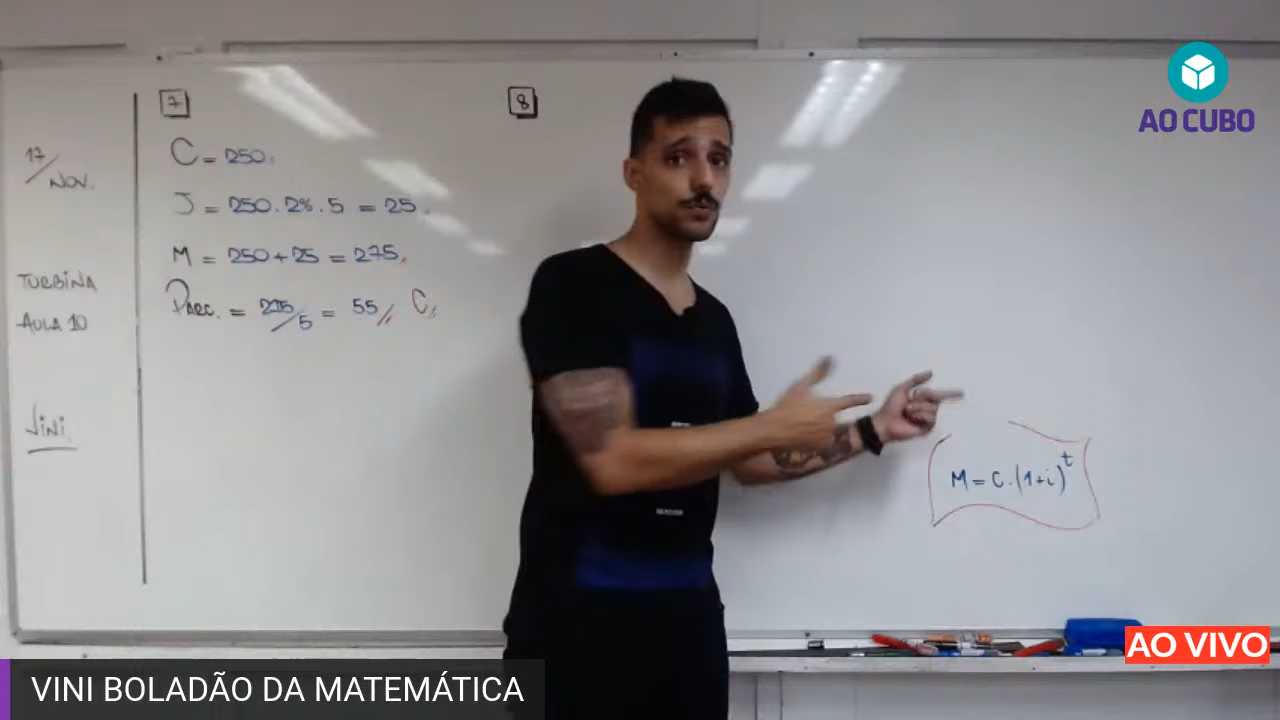 17/NOV.
TURBINA
AULA 10
Vini
7
C = 250.
J = 250.2%.5 = 25.
M = 250+25 = 275.
Parc. = 275/5 = 55// C//
8
M = C.(1+i)^t
AO CUBO
AO VIVO
VINI BOLADÃO DA MATEMÁTICA